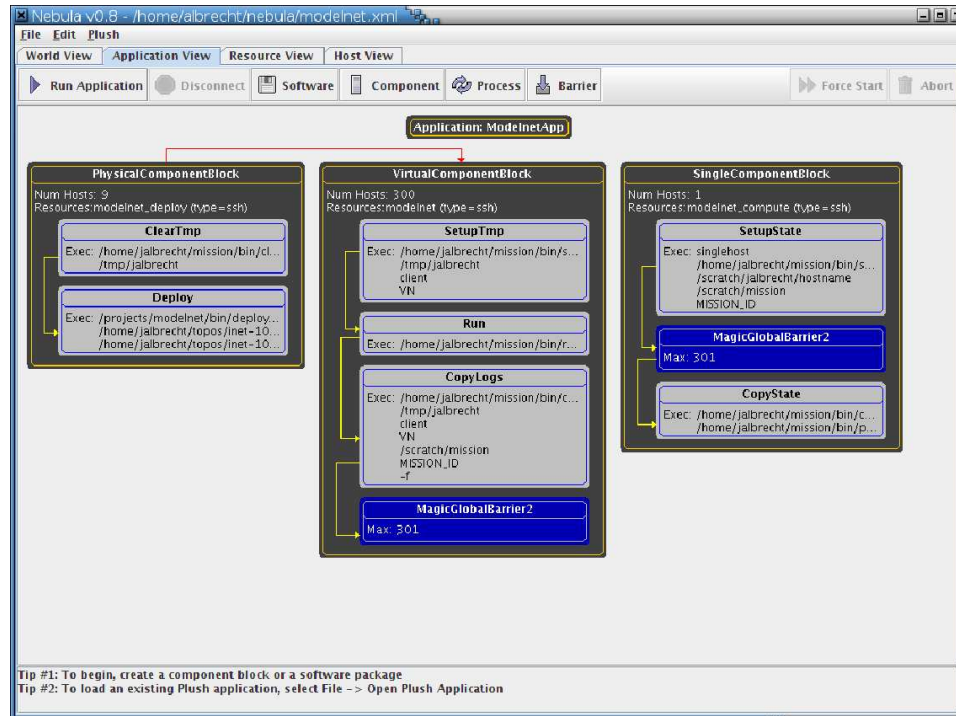 Nebula v0.8 - /home/albrecht/nebula/modelnet.xml
File Edit Plush
World View Application View Resource View Host View
Run Application Disconnect Software Component Process Barrier Force Start Abort
Application: ModelnetApp
PhysicalComponentBlock
Num Hosts: 9
Resources:modelnet_deploy (type=ssh)
ClearTmp
Exec: /home/jalbrecht/mission/bin/cl...
/tmp/jalbrecht
Deploy
Exec: /projects/modelnet/bin/deploy...
/home/jalbrecht/topos/inet-10...
/home/jalbrecht/topos/inet-10...
VirtualComponentBlock
Num Hosts: 300
Resources:modelnet (type=ssh)
SetupTmp
Exec: /home/jalbrecht/mission/bin/s...
/tmp/jalbrecht
client
VN
Run
Exec: /home/jalbrecht/mission/bin/r...
CopyLogs
Exec: /home/jalbrecht/mission/bin/c...
/tmp/jalbrecht
client
VN
/scratch/mission
MISSION_ID
-f
MagicGlobalBarrier2
Max: 301
SingleComponentBlock
Num Hosts: 1
Resources:modelnet_compute (type=ssh)
SetupState
Exec: singlehost
/home/jalbrecht/mission/bin/s...
/scratch/jalbrecht/hostname
/scratch/mission
MISSION_ID
MagicGlobalBarrier2
Max: 301
CopyState
Exec: /home/jalbrecht/mission/bin/c...
/home/jalbrecht/mission/bin/p...
Tip #1: To begin, create a component block or a software package
Tip #2: To load an existing Plush application, select File -> Open Plush Application